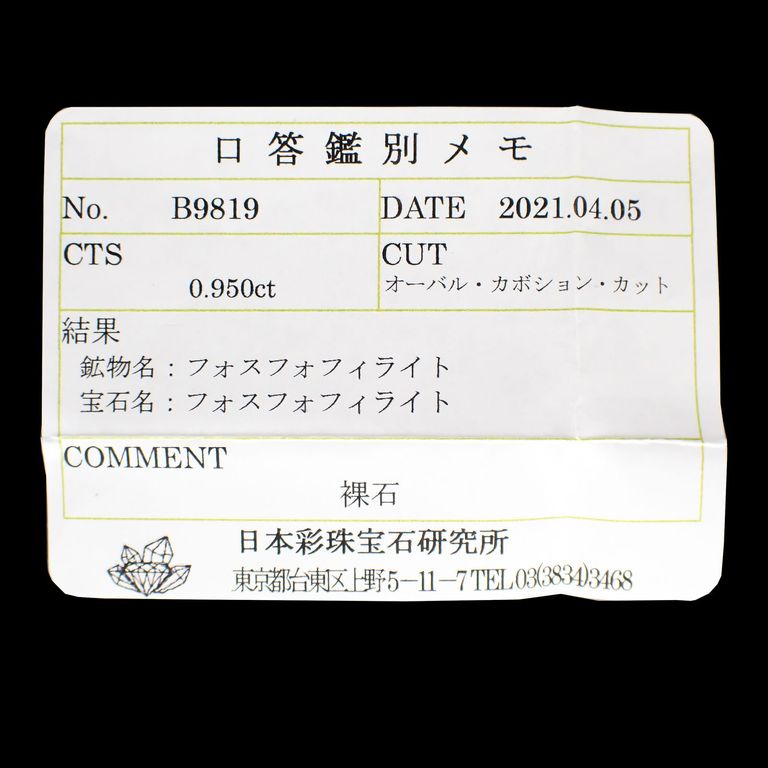 口答鑑別メモ
No. B9819 DATE 2021.04.05
CTS CUT
0.950ct オーバル・カボション・カット
結果
鉱物名：フォスフォフィライト
宝石名：フォスフォフィライト
COMMENT
裸石
日本彩珠宝石研究所
東京都台東区上野5-11-7 TEL 03(3834)3468